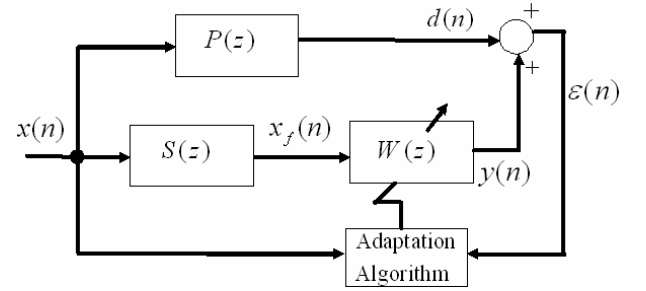 P(z)
d(n)
+
+
ε(n)
x(n)
S(z)
x_f(n)
W(z)
y(n)
Adaptation
Algorithm